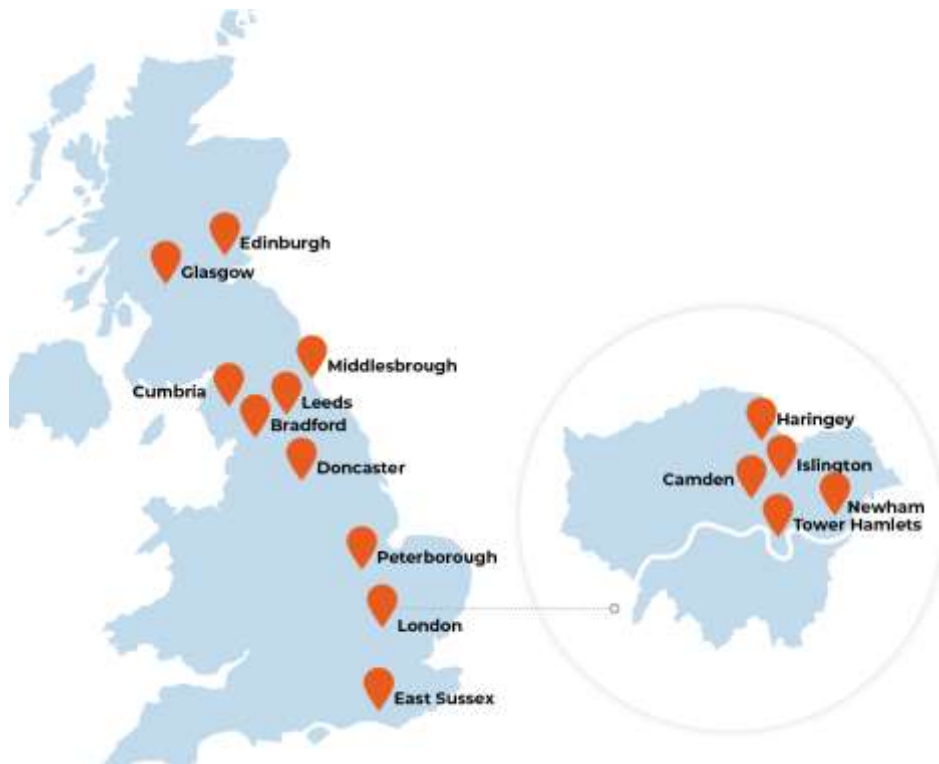 Edinburgh
Glasgow
Middlesbrough
Cumbria
Leeds
Bradford
Doncaster
Peterborough
London
East Sussex
Haringey
Islington
Camden
Newham
Tower Hamlets